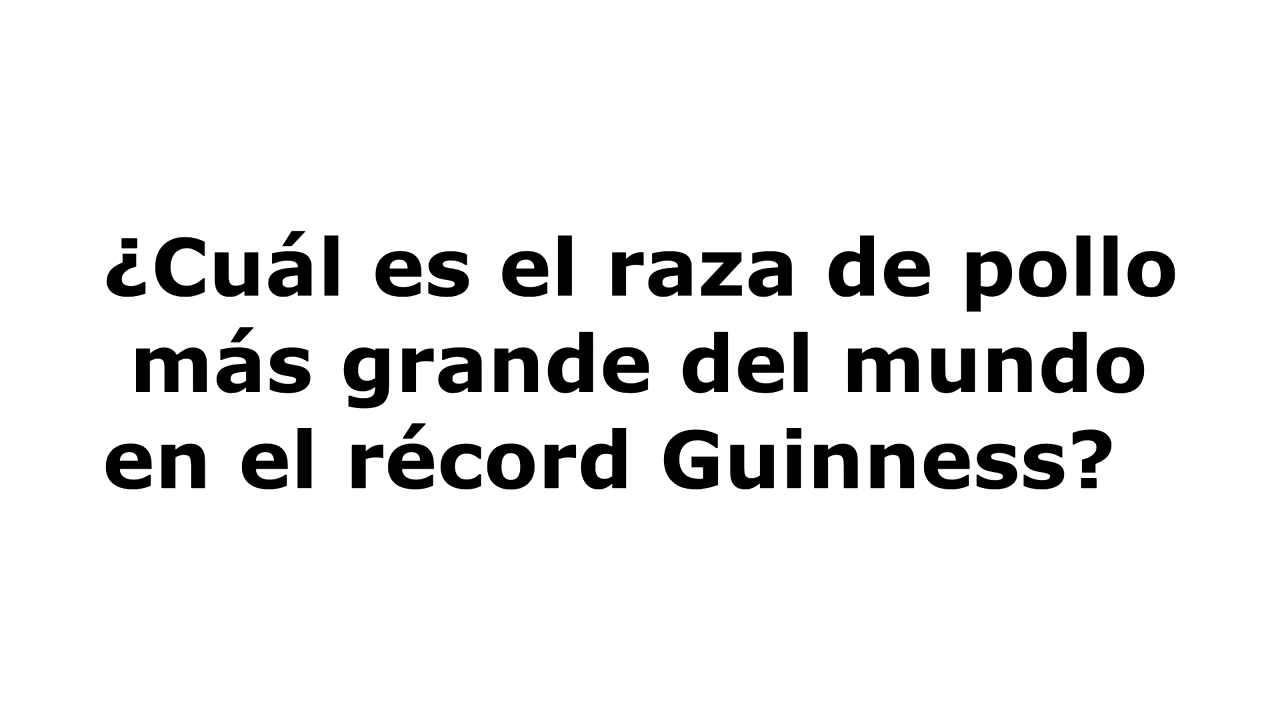 ¿Cuál es el raza de pollo
más grande del mundo
en el récord Guinness?